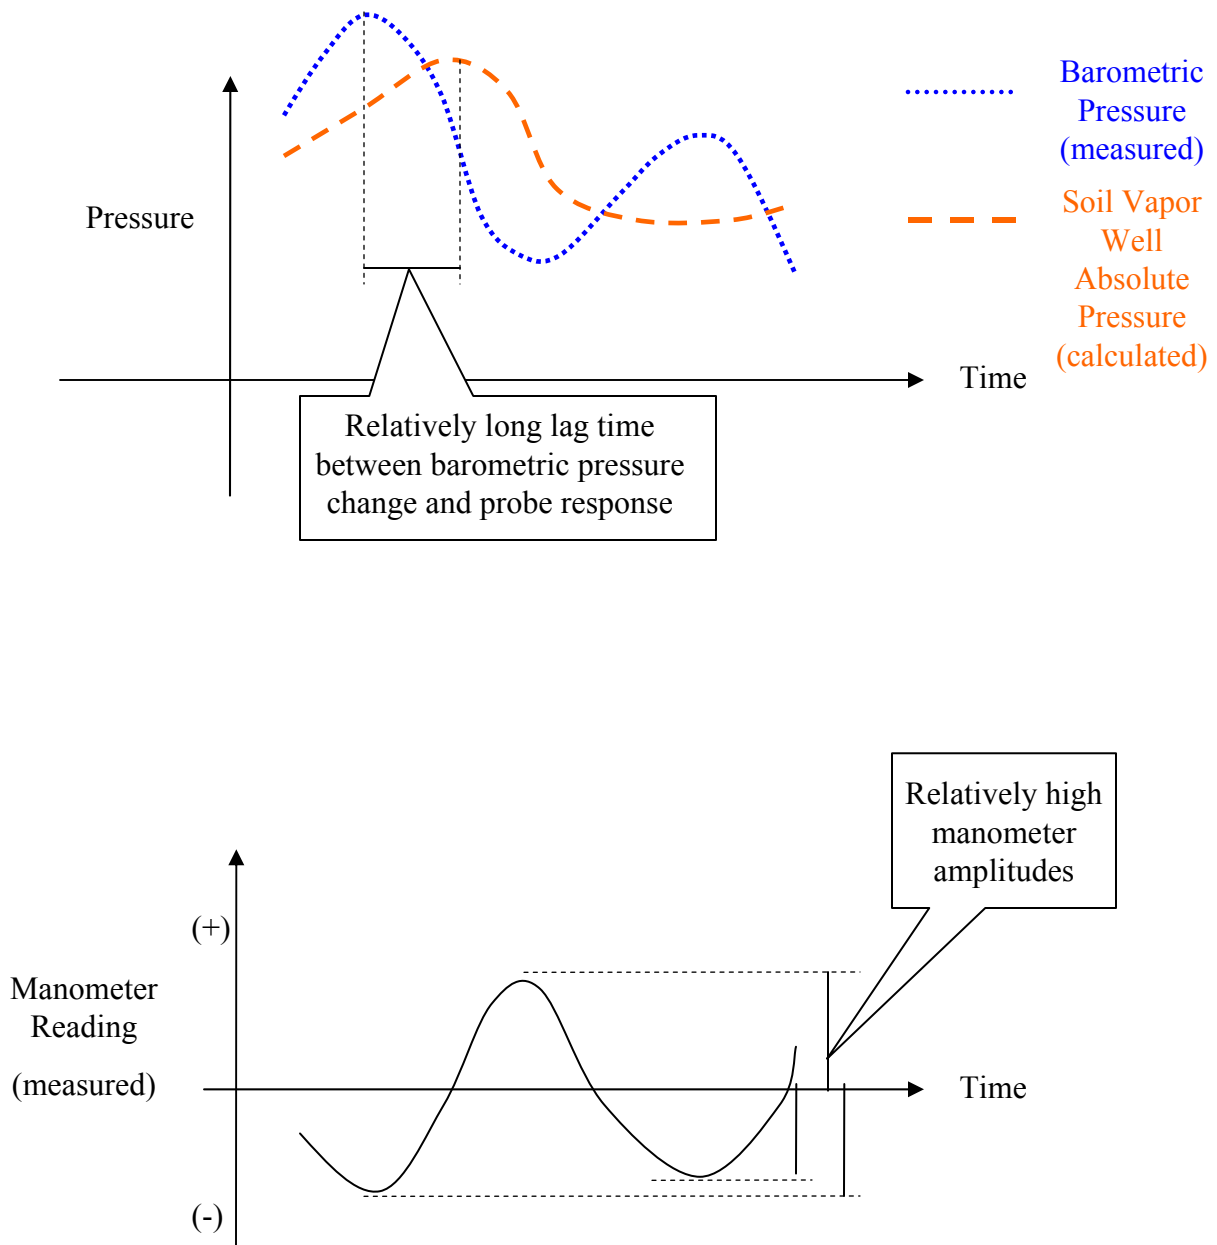 Barometric
Pressure
(measured)
Soil Vapor
Well
Absolute
Pressure
(calculated)
Pressure
Time
Relatively long lag time
between barometric pressure
change and probe response
Relatively high
manometer
amplitudes
(+)
Manometer
Reading
(measured)
Time
(-)